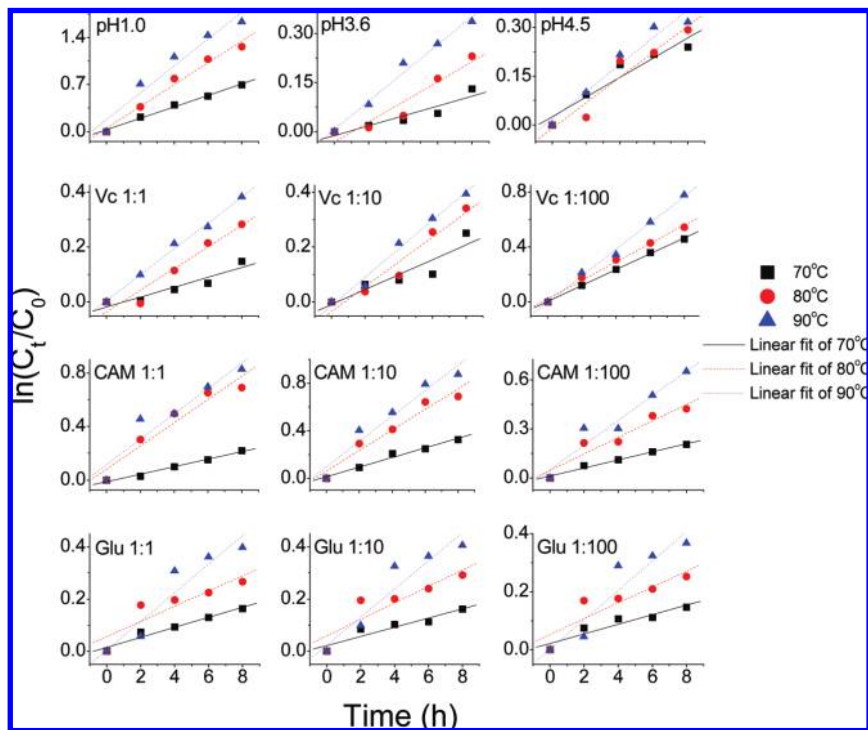 pH1.0
1.4
0.7
0.0
pH3.6
0.30
0.15
0.00
pH4.5
0.30
0.15
0.00
Vc 1:1
0.4
0.2
0.0
Vc 1:10
0.4
0.2
0.0
Vc 1:100
0.8
0.4
0.0
CAM 1:1
0.8
0.4
0.0
CAM 1:10
0.8
0.4
0.0
CAM 1:100
0.6
0.3
0.0
Glu 1:1
0.4
0.2
0.0
0 2 4 6 8
Glu 1:10
0.4
0.2
0.0
0 2 4 6 8
Glu 1:100
0.4
0.2
0.0
0 2 4 6 8
ln(Ct/C0)
Time (h)
70°C
80°C
90°C
Linear fit of 70°C
Linear fit of 80°C
Linear fit of 90°C